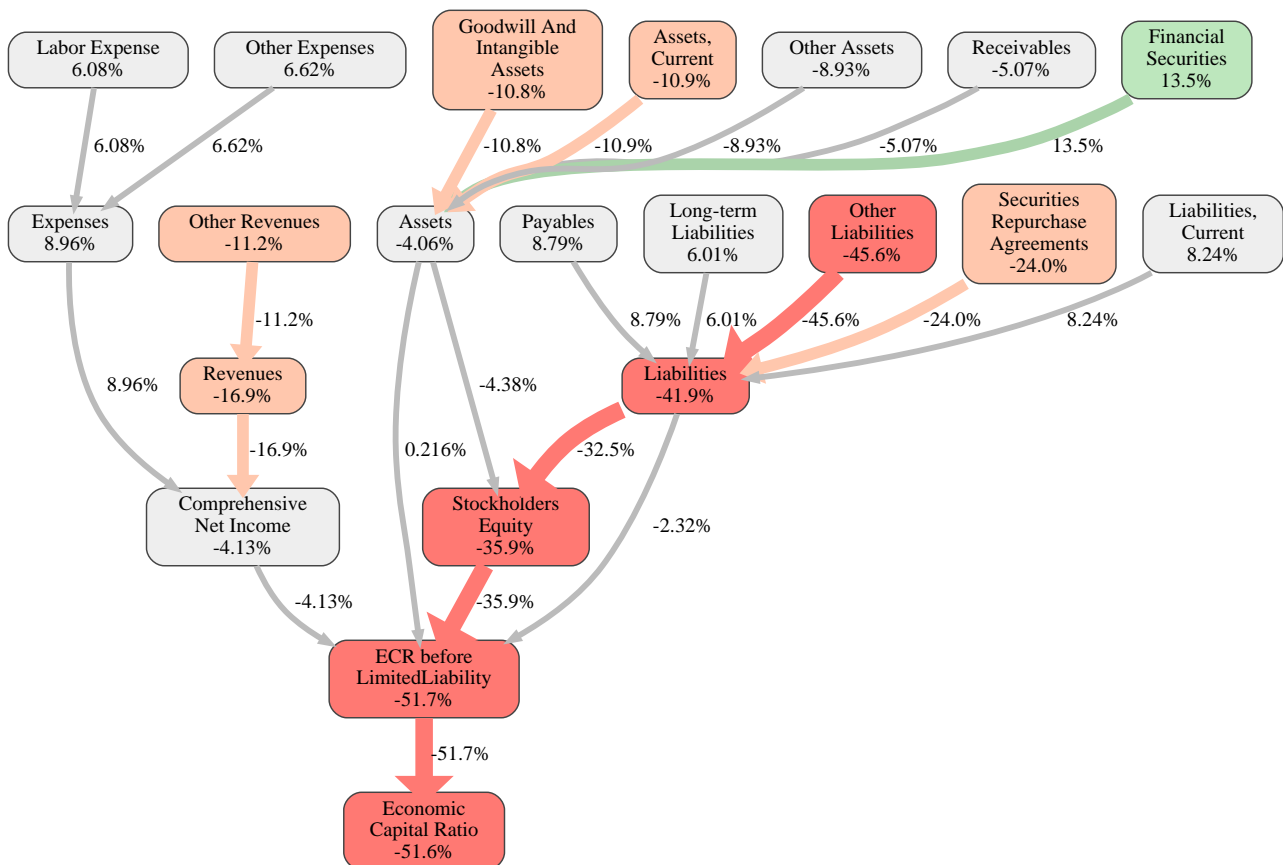 Labor Expense
6.08%
Other Expenses
6.62%
Goodwill And
Intangible
Assets
-10.8%
Assets,
Current
-10.9%
Other Assets
-8.93%
Receivables
-5.07%
Financial
Securities
13.5%
6.08%
6.62%
-10.8%
-10.9%
-8.93%
-5.07%
13.5%
Expenses
8.96%
Other Revenues
-11.2%
Assets
-4.06%
Payables
8.79%
Long-term
Liabilities
6.01%
Other
Liabilities
-45.6%
Securities
Repurchase
Agreements
-24.0%
Liabilities,
Current
8.24%
-11.2%
8.79%
6.01%
-45.6%
-24.0%
8.24%
Revenues
-16.9%
Liabilities
-41.9%
8.96%
-4.38%
-16.9%
0.216%
-32.5%
-2.32%
Comprehensive
Net Income
-4.13%
Stockholders
Equity
-35.9%
-4.13%
-35.9%
ECR before
LimitedLiability
-51.7%
-51.7%
Economic
Capital Ratio
-51.6%